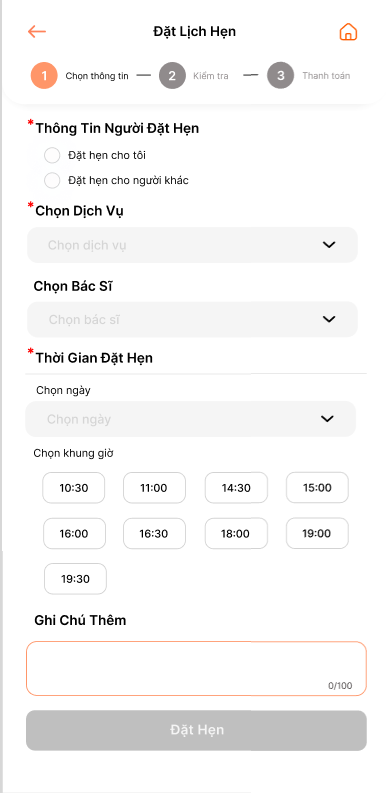 Đặt Lịch Hẹn
1 Chọn thông tin 2 Kiểm tra 3 Thanh toán
*Thông Tin Người Đặt Hẹn
Đặt hẹn cho tôi
Đặt hẹn cho người khác
*Chọn Dịch Vụ
Chọn dịch vụ
Chọn Bác Sĩ
Chọn bác sĩ
*Thời Gian Đặt Hẹn
Chọn ngày
Chọn ngày
Chọn khung giờ
10:30 11:00 14:30 15:00
16:00 16:30 18:00 19:00
19:30
Ghi Chú Thêm
0/100
Đặt Hẹn